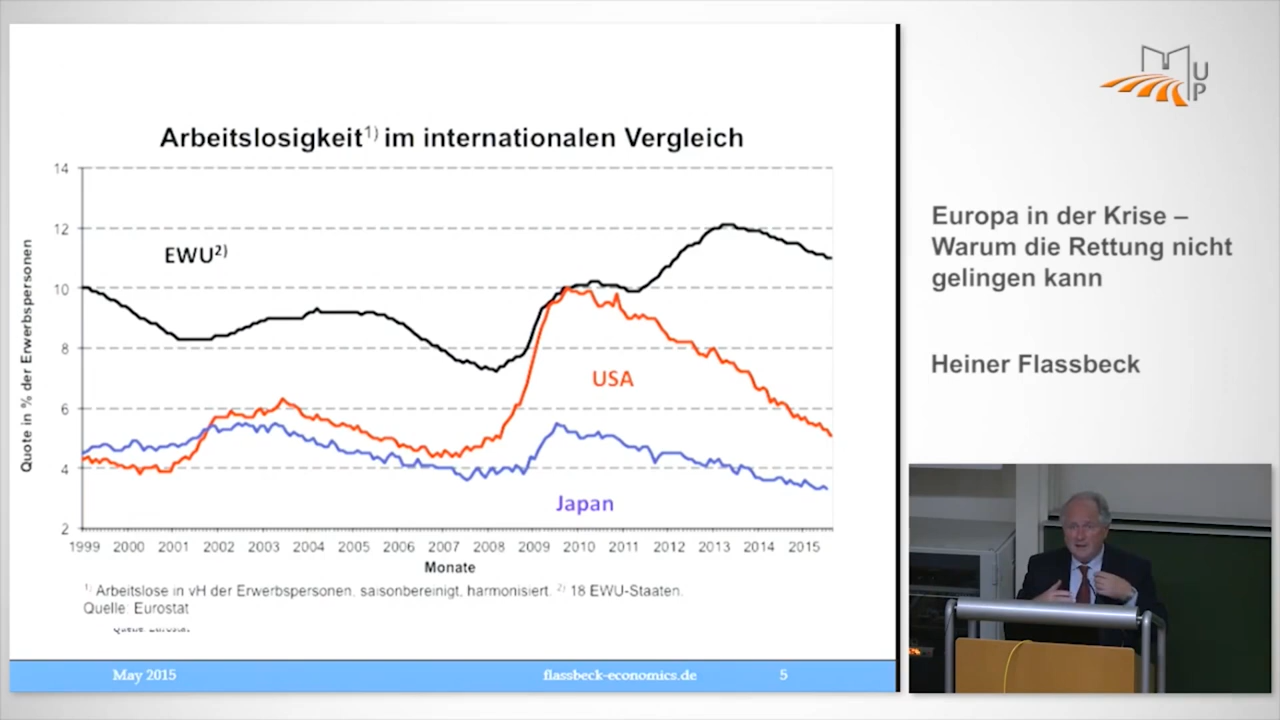 Arbeitslosigkeit1) im internationalen Vergleich
Quote in % der Erwerbspersonen
14
12
10
8
6
4
2
EWU2)
USA
Japan
1999 2000 2001 2002 2003 2004 2005 2006 2007 2008 2009 2010 2011 2012 2013 2014 2015
Monate
1) Arbeitslose in vH der Erwerbspersonen, saisonbereinigt, harmonisiert. 2) 18 EWU-Staaten.
Quelle: Eurostat
May 2015 flassbeck-economics.de 5
UP
Europa in der Krise –
Warum die Rettung nicht
gelingen kann
Heiner Flassbeck